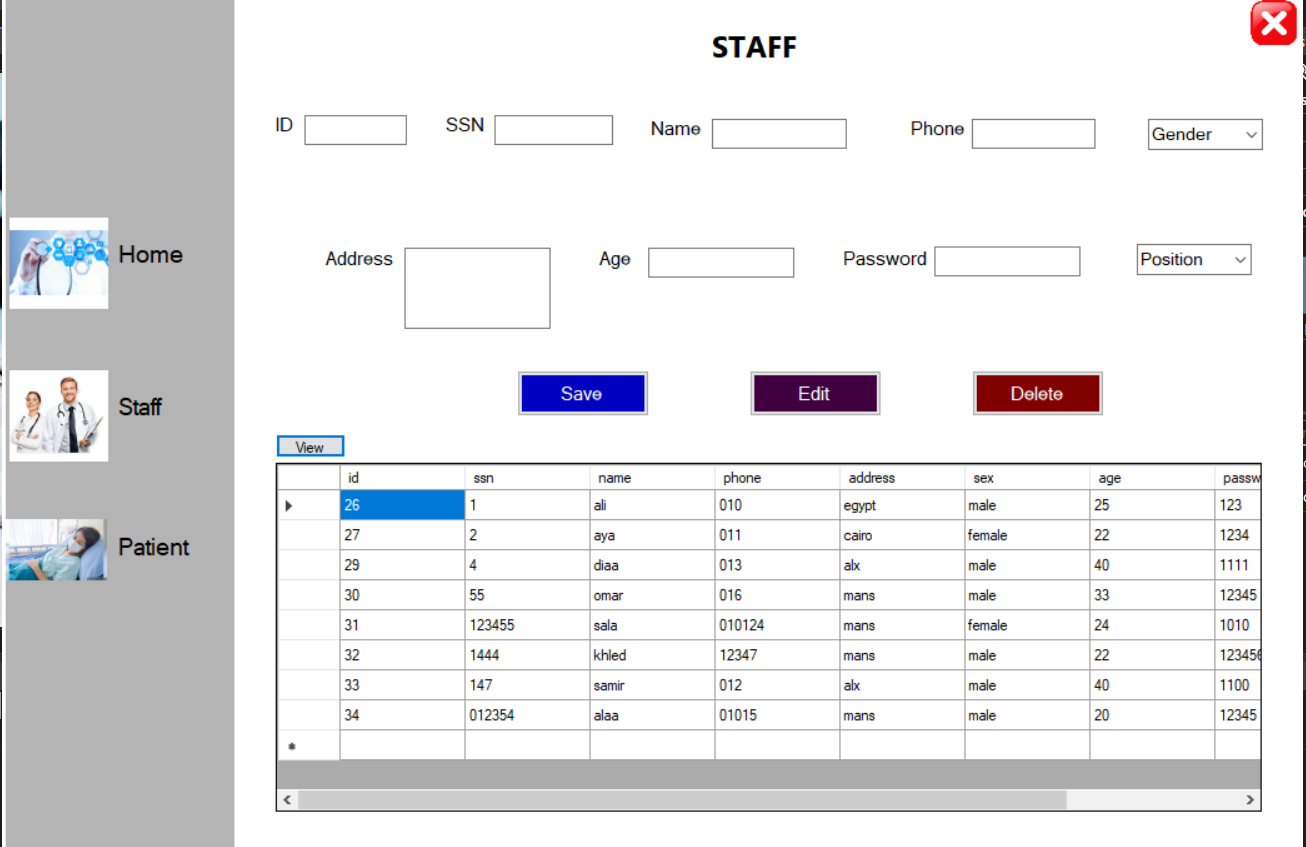 STAFF
ID SSN Name Phone Gender
Home
Address Age Password Position
Staff
Save Edit Delete
View
id ssn name phone address sex age passw
26 1 ali 010 egypt male 25 123
27 2 aya 011 cairo female 22 1234
29 4 diaa 013 alx male 40 1111
Patient
30 55 omar 016 mans male 33 12345
31 123455 sala 010124 mans female 24 1010
32 1444 khled 12347 mans male 22 123456
33 147 samir 012 alx male 40 1100
34 012354 alaa 01015 mans male 20 12345